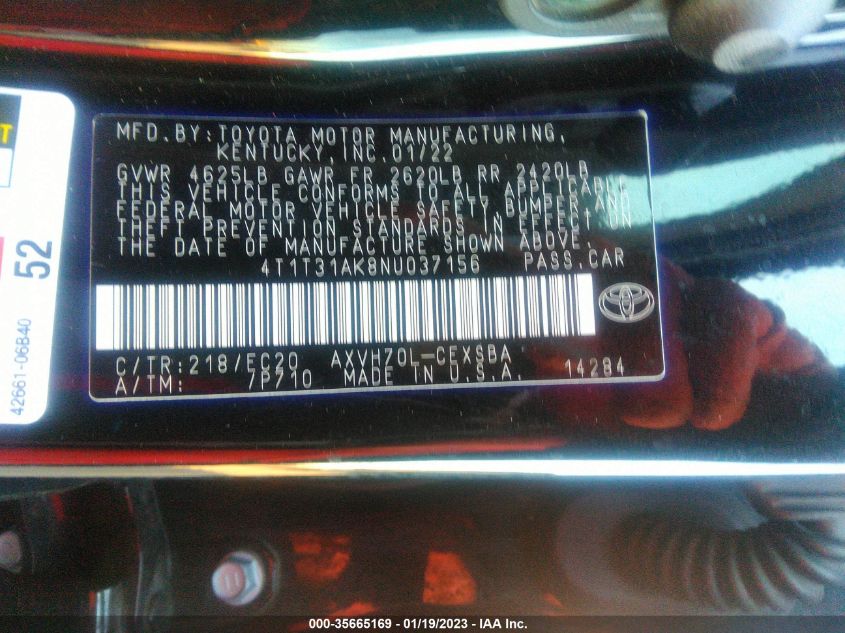 MFD. BY: TOYOTA MOTOR MANUFACTURING,
KENTUCKY, INC. 01/22
GVWR 4625LB GAWR FR 2620LB RR 2420LB
THIS VEHICLE CONFORMS TO ALL APPLICABLE
FEDERAL MOTOR VEHICLE SAFETY, BUMPER AND
THEFT PREVENTION STANDARDS IN EFFECT ON
THE DATE OF MANUFACTURE SHOWN ABOVE.
4T1T31AK8NU037156 PASS. CAR
C/TR: 218/EC20 AXVH70L-CEXSBA
A/TM: /P710 MADE IN U.S.A. 14284
52
42661-06B40
000-35665169 - 01/19/2023 - IAA Inc.